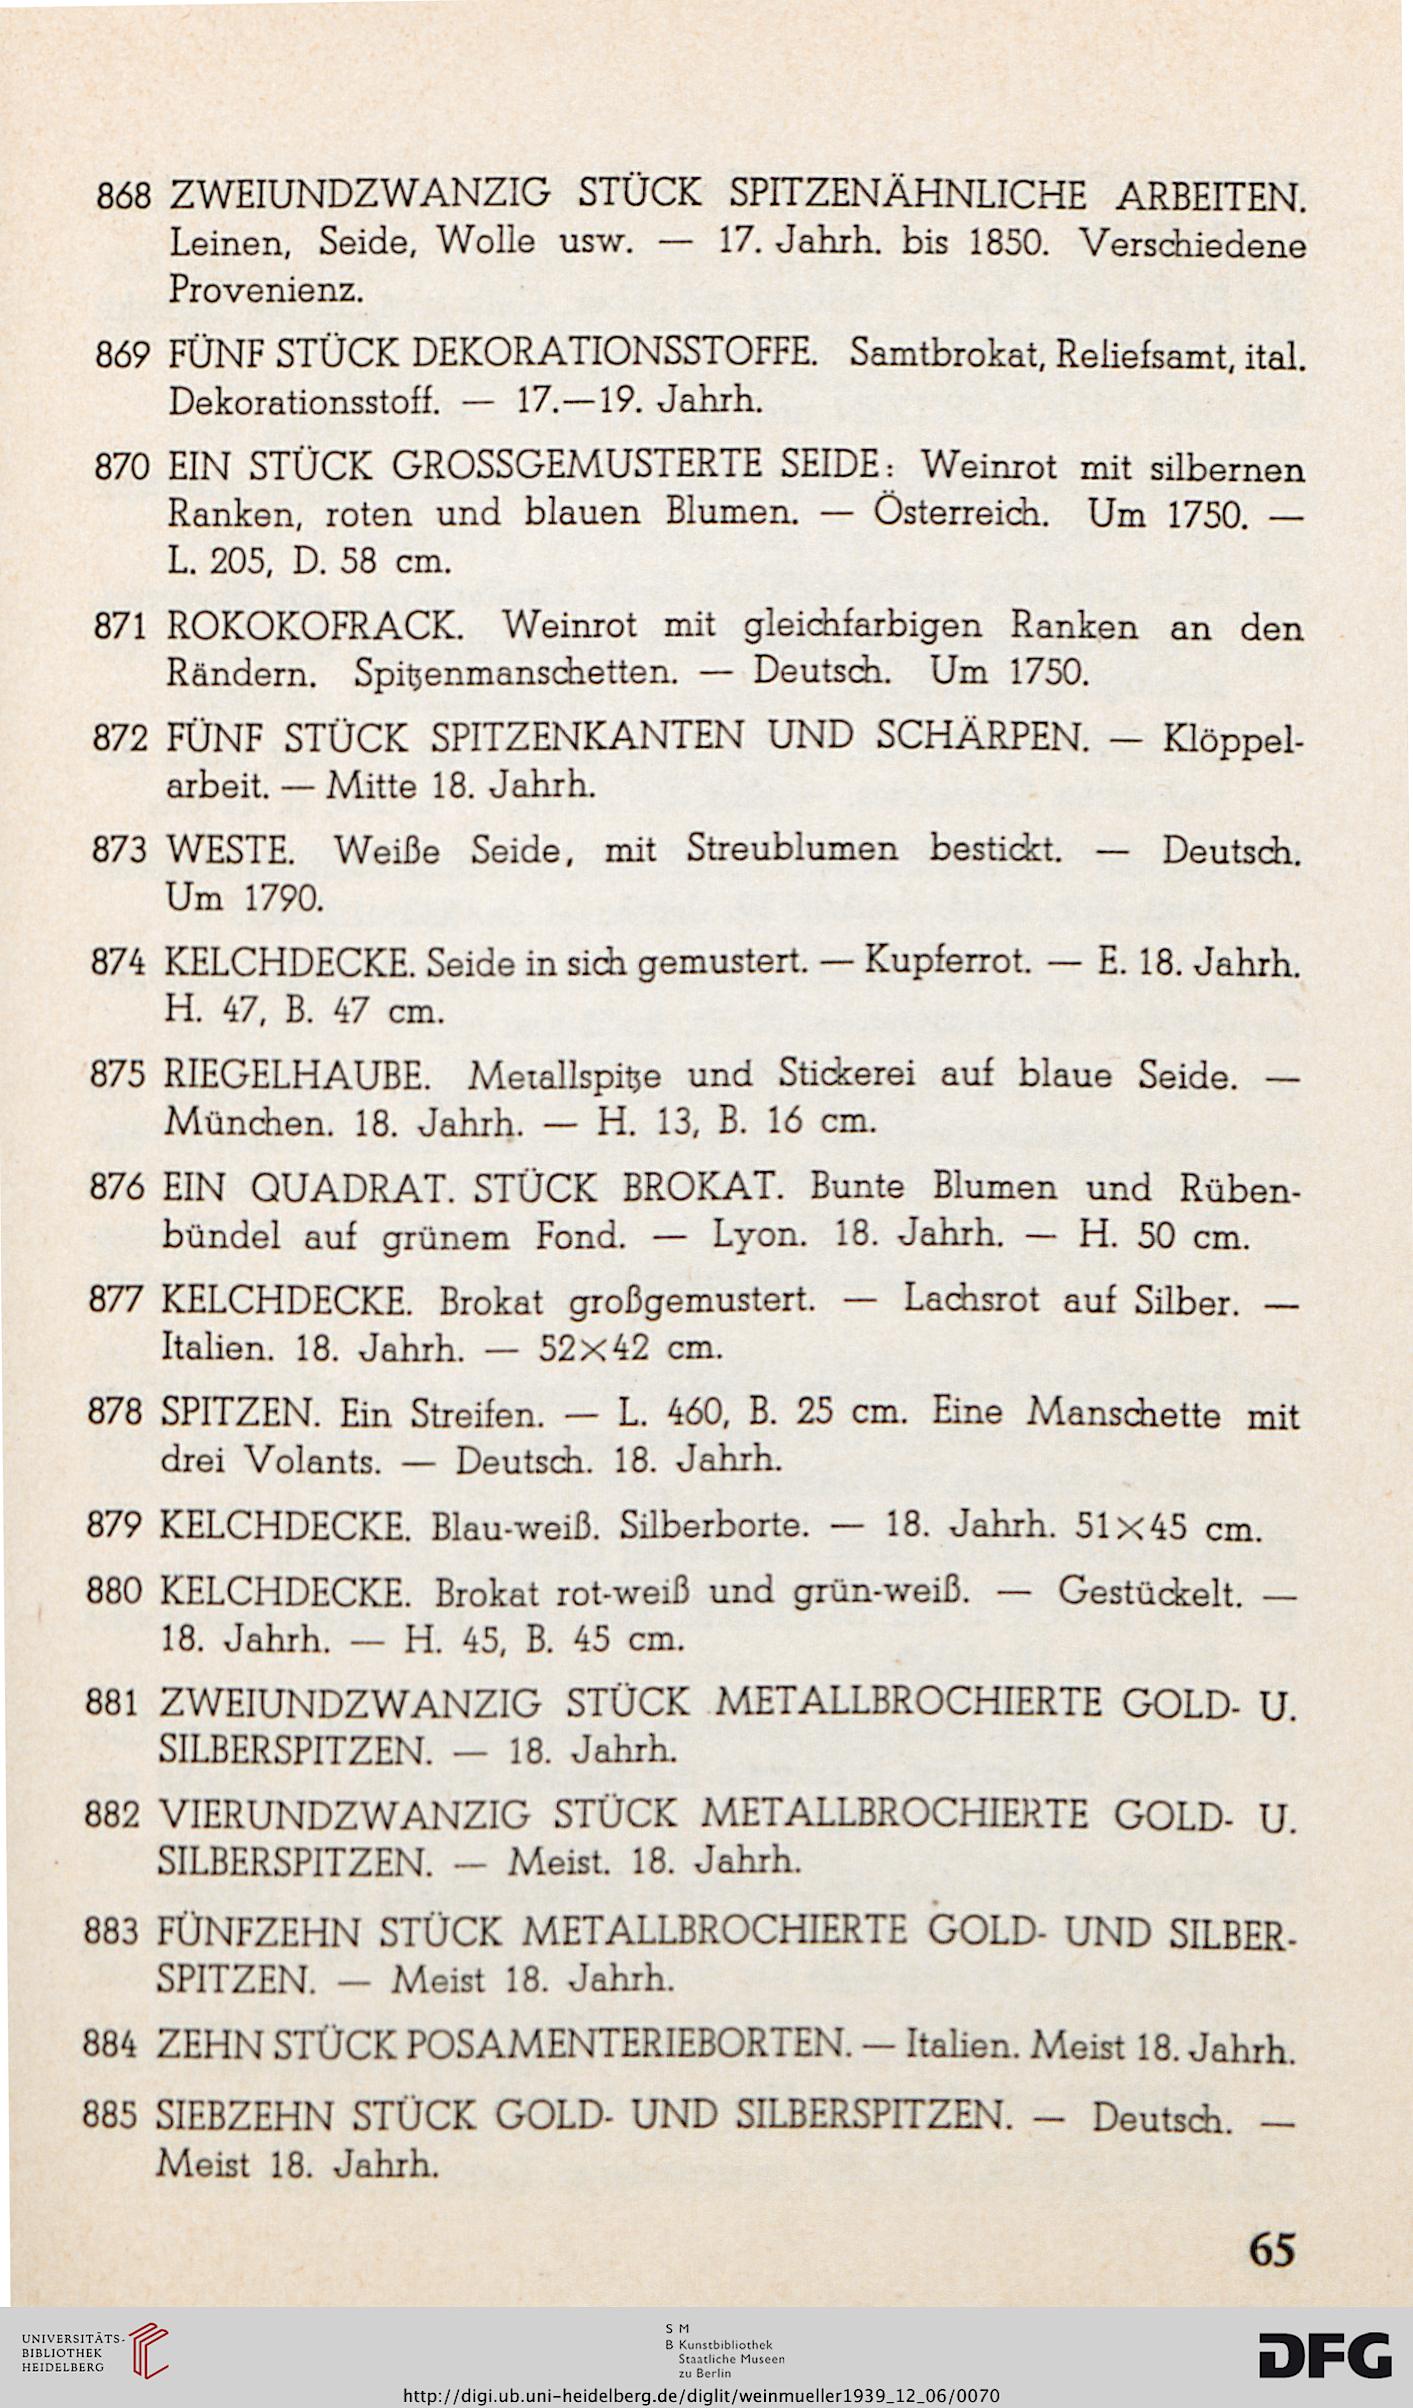 868 ZWEIUNDZWANZIG STÜCK SPITZENÄHNLICHE ARBEITEN.
Leinen, Seide, Wolle usw. — 17. Jahrh. bis 1850. Verschiedene
Provenienz.
869 FÜNF STÜCK DEKORATIONSSTOFFE. Samtbrokat, Reliefsamt, ital.
Dekorationsstoff. — 17.—19. Jahrh.
870 EIN STÜCK GROSSGEMUSTERTE SEIDE: Weinrot mit silbernen
Ranken, roten und blauen Blumen. — Österreich. Um 1750. —
L. 205, D. 58 cm.
871 ROKOKOFRACK. Weinrot mit gleichfarbigen Ranken an den
Rändern. Spitzenmanschetten. — Deutsch. Um 1750.
872 FÜNF STÜCK SPITZENKANTEN UND SCHÄRPEN. — Klöppel-
arbeit. — Mitte 18. Jahrh.
873 WESTE. Weiße Seide, mit Streublumen bestickt. — Deutsch.
Um 1790.
874 KELCHDECKE. Seide in sich gemustert. — Kupferrot. — E. 18. Jahrh.
H. 47, B. 47 cm.
875 RIEGELHAUBE. Metallspitze und Stickerei auf blaue Seide. —
München. 18. Jahrh. — H. 13, B. 16 cm.
876 EIN QUADRAT. STÜCK BROKAT. Bunte Blumen und Rüben-
bündel auf grünem Fond. — Lyon. 18. Jahrh. — H. 50 cm.
877 KELCHDECKE. Brokat großgemustert. — Lachsrot auf Silber. —
Italien. 18. Jahrh. — 52×42 cm.
878 SPITZEN. Ein Streifen. — L. 460, B. 25 cm. Eine Manschette mit
drei Volants. — Deutsch. 18. Jahrh.
879 KELCHDECKE. Blau-weiß. Silberborte. — 18. Jahrh. 51×45 cm.
880 KELCHDECKE. Brokat rot-weiß und grün-weiß. — Gestückelt. —
18. Jahrh. — H. 45, B. 45 cm.
881 ZWEIUNDZWANZIG STÜCK METALLBROCHIERTE GOLD- U.
SILBERSPITZEN. — 18. Jahrh.
882 VIERUNDZWANZIG STÜCK METALLBROCHIERTE GOLD- U.
SILBERSPITZEN. — Meist. 18. Jahrh.
883 FÜNFZEHN STÜCK METALLBROCHIERTE GOLD- UND SILBER-
SPITZEN. — Meist 18. Jahrh.
884 ZEHN STÜCK POSAMENTERIEBORTEN. — Italien. Meist 18. Jahrh.
885 SIEBZEHN STÜCK GOLD- UND SILBERSPITZEN. — Deutsch. —
Meist 18. Jahrh.
65
UNIVERSITÄTS-
BIBLIOTHEK
HEIDELBERG
S M
B Kunstbibliothek
Staatliche Museen
zu Berlin
DFG
http://digi.ub.uni-heidelberg.de/diglit/weinmueller1939_12_06/0070